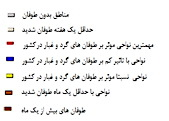 مناطق بدون طوفان
حداقل یک هفته طوفان شدید
مهمترین نواحی موثر بر طوفان های گرد و غبار در کشور
نواحی با تاثیر کم بر طوفان های گرد و غبار در کشور
نواحی نسبتا موثر بر طوفان های گرد و غبار در کشور
نواحی با حداقل یک ماه طوفان شدید
طوفان های بیش از یک ماه